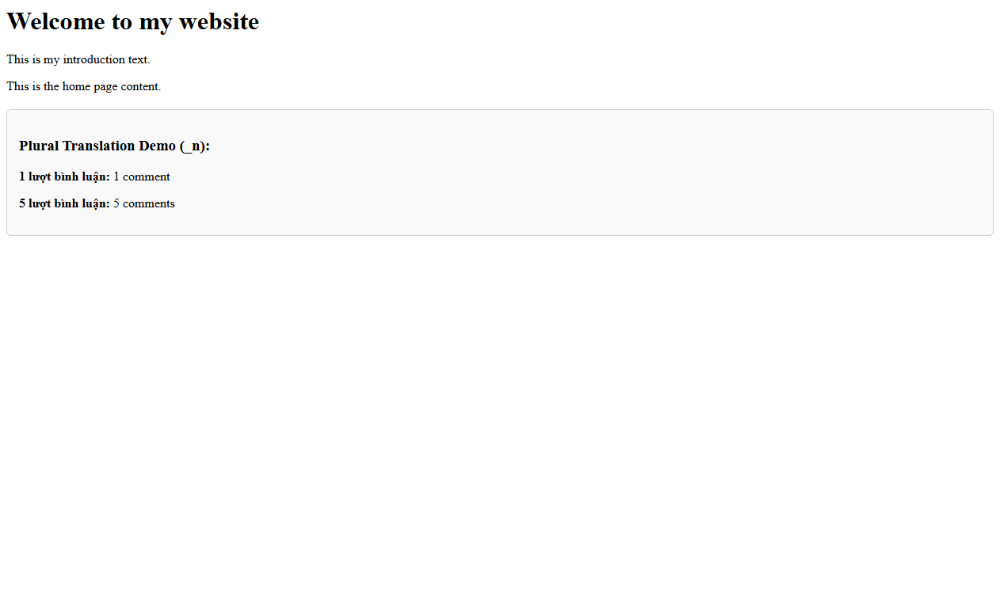 Welcome to my website
This is my introduction text.
This is the home page content.
Plural Translation Demo (_n):
1 lượt bình luận: 1 comment
5 lượt bình luận: 5 comments